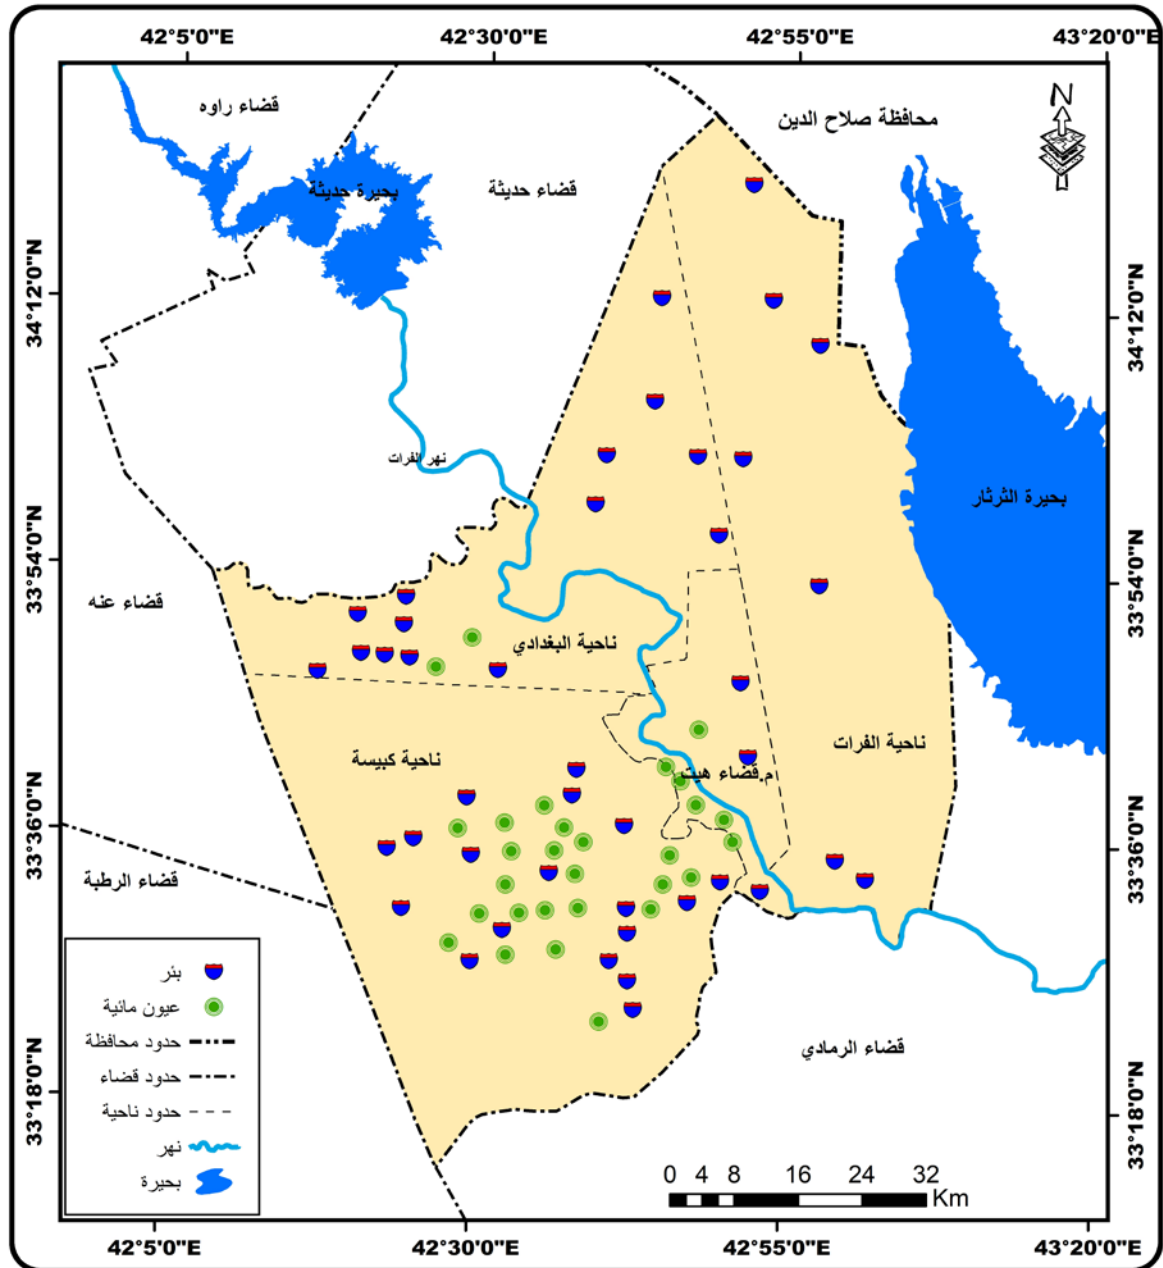 42°5'0"E
42°30'0"E
42°55'0"E
43°20'0"E
N
قضاء راوه
محافظة صلاح الدين
بحيرة حديثة
قضاء حديثة
34°12'0"N
34°12'0"N
نهر الفرات
بحيرة الثرثار
33°54'0"N
33°54'0"N
قضاء عنه
ناحية البغدادي
ناحية كبيسة
م.قضاء هيت
ناحية الفرات
33°36'0"N
33°36'0"N
قضاء الرطبة
قضاء الرمادي
بئر
عيون مائية
حدود محافظة
حدود قضاء
حدود ناحية
نهر
بحيرة
33°18'0"N
33°18'0"N
0 4 8 16 24 32
Km
42°5'0"E
42°30'0"E
42°55'0"E
43°20'0"E